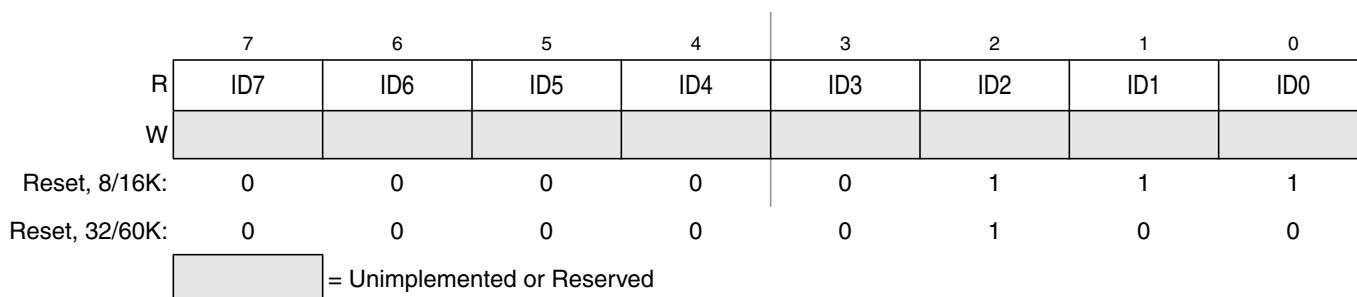 7 6 5 4 3 2 1 0
R ID7 ID6 ID5 ID4 ID3 ID2 ID1 ID0
W
Reset, 8/16K: 0 0 0 0 0 1 1 1
Reset, 32/60K: 0 0 0 0 0 1 0 0
= Unimplemented or Reserved